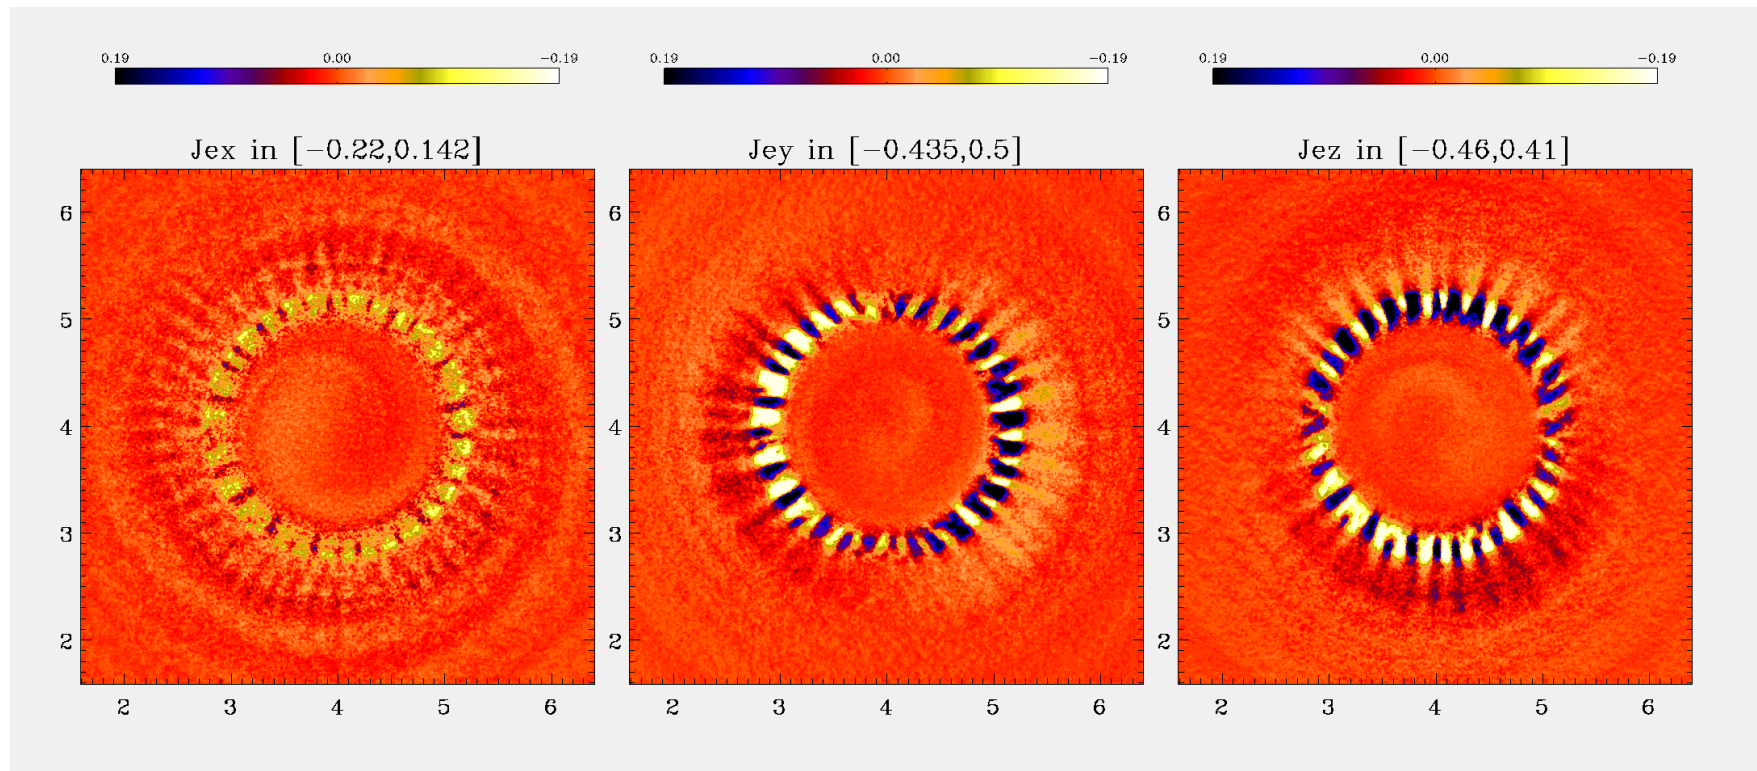 0.19 0.00 −0.19 0.19 0.00 −0.19 0.19 0.00 −0.19
Jex in [−0.22,0.142] Jey in [−0.435,0.5] Jez in [−0.46,0.41]
6 6 6
5 5 5
4 4 4
3 3 3
2 2 2
2 3 4 5 6 2 3 4 5 6 2 3 4 5 6